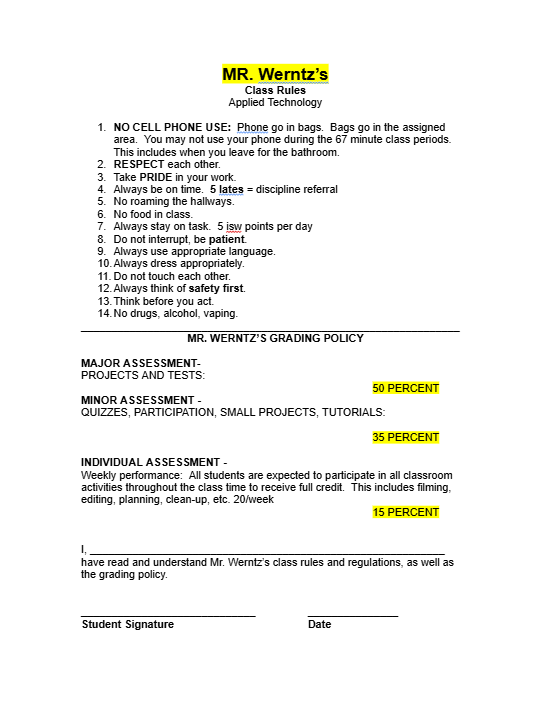 MR. Werntz's
Class Rules
Applied Technology
1. NO CELL PHONE USE: Phone go in bags. Bags go in the assigned
area. You may not use your phone during the 67 minute class periods.
This includes when you leave for the bathroom.
2. RESPECT each other.
3. Take PRIDE in your work.
4. Always be on time. 5 lates = discipline referral
5. No roaming the hallways.
6. No food in class.
7. Always stay on task. 5 isw points per day
8. Do not interrupt, be patient.
9. Always use appropriate language.
10. Always dress appropriately.
11. Do not touch each other.
12. Always think of safety first.
13. Think before you act.
14. No drugs, alcohol, vaping.
MR. WERNTZ'S GRADING POLICY
MAJOR ASSESSMENT-
PROJECTS AND TESTS:
50 PERCENT
MINOR ASSESSMENT -
QUIZZES, PARTICIPATION, SMALL PROJECTS, TUTORIALS:
35 PERCENT
INDIVIDUAL ASSESSMENT -
Weekly performance: All students are expected to participate in all classroom
activities throughout the class time to receive full credit. This includes filming,
editing, planning, clean-up, etc. 20/week
15 PERCENT
I, ____________________
have read and understand Mr. Werntz's class rules and regulations, as well as
the grading policy.
Student Signature Date